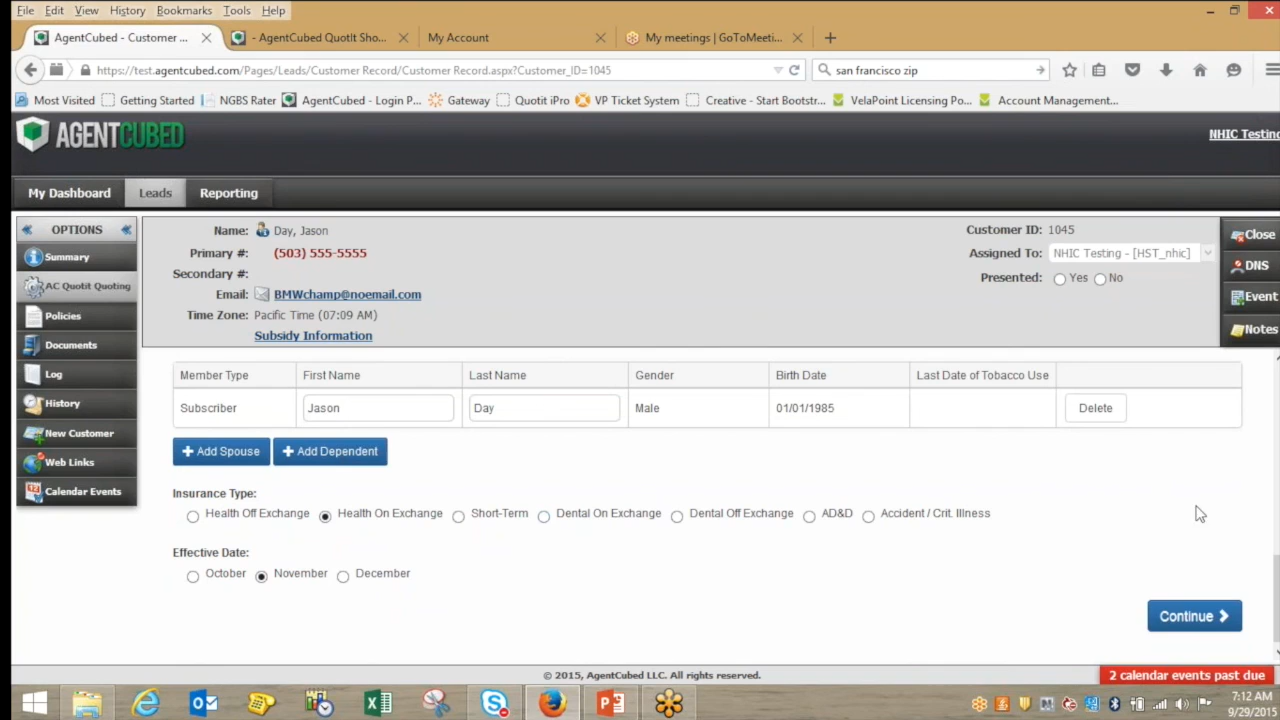 File Edit View History Bookmarks Tools Help
AgentCubed - Customer ...
- AgentCubed QuotIt Sho...
My Account
My meetings | GoToMeeti...
https://test.agentcubed.com/Pages/Leads/Customer Record/Customer Record.aspx?Customer_ID=1045
san francisco zip
Most Visited Getting Started NGBS Rater AgentCubed - Login P... Gateway Quotit iPro VP Ticket System Creative - Start Bootstr... VelaPoint Licensing Po... Account Management...
AGENTCUBED
NHIC Testing
My Dashboard Leads Reporting
OPTIONS
Summary
AC Quotit Quoting
Policies
Documents
Log
History
New Customer
Web Links
Calendar Events
Name: Day, Jason
Primary #: (503) 555-5555
Secondary #:
Email: BMWchamp@noemail.com
Time Zone: Pacific Time (07:09 AM)
Subsidy Information
Customer ID: 1045
Assigned To: NHIC Testing - [HST_nhic]
Presented: Yes No
Close
DNS
Event
Notes
Member Type First Name Last Name Gender Birth Date Last Date of Tobacco Use
Subscriber Jason Day Male 01/01/1985 Delete
Add Spouse Add Dependent
Insurance Type:
Health Off Exchange Health On Exchange Short-Term Dental On Exchange Dental Off Exchange AD&D Accident / Crit. Illness
Effective Date:
October November December
Continue
© 2015, AgentCubed LLC. All rights reserved.
2 calendar events past due
7:12 AM
9/29/2015